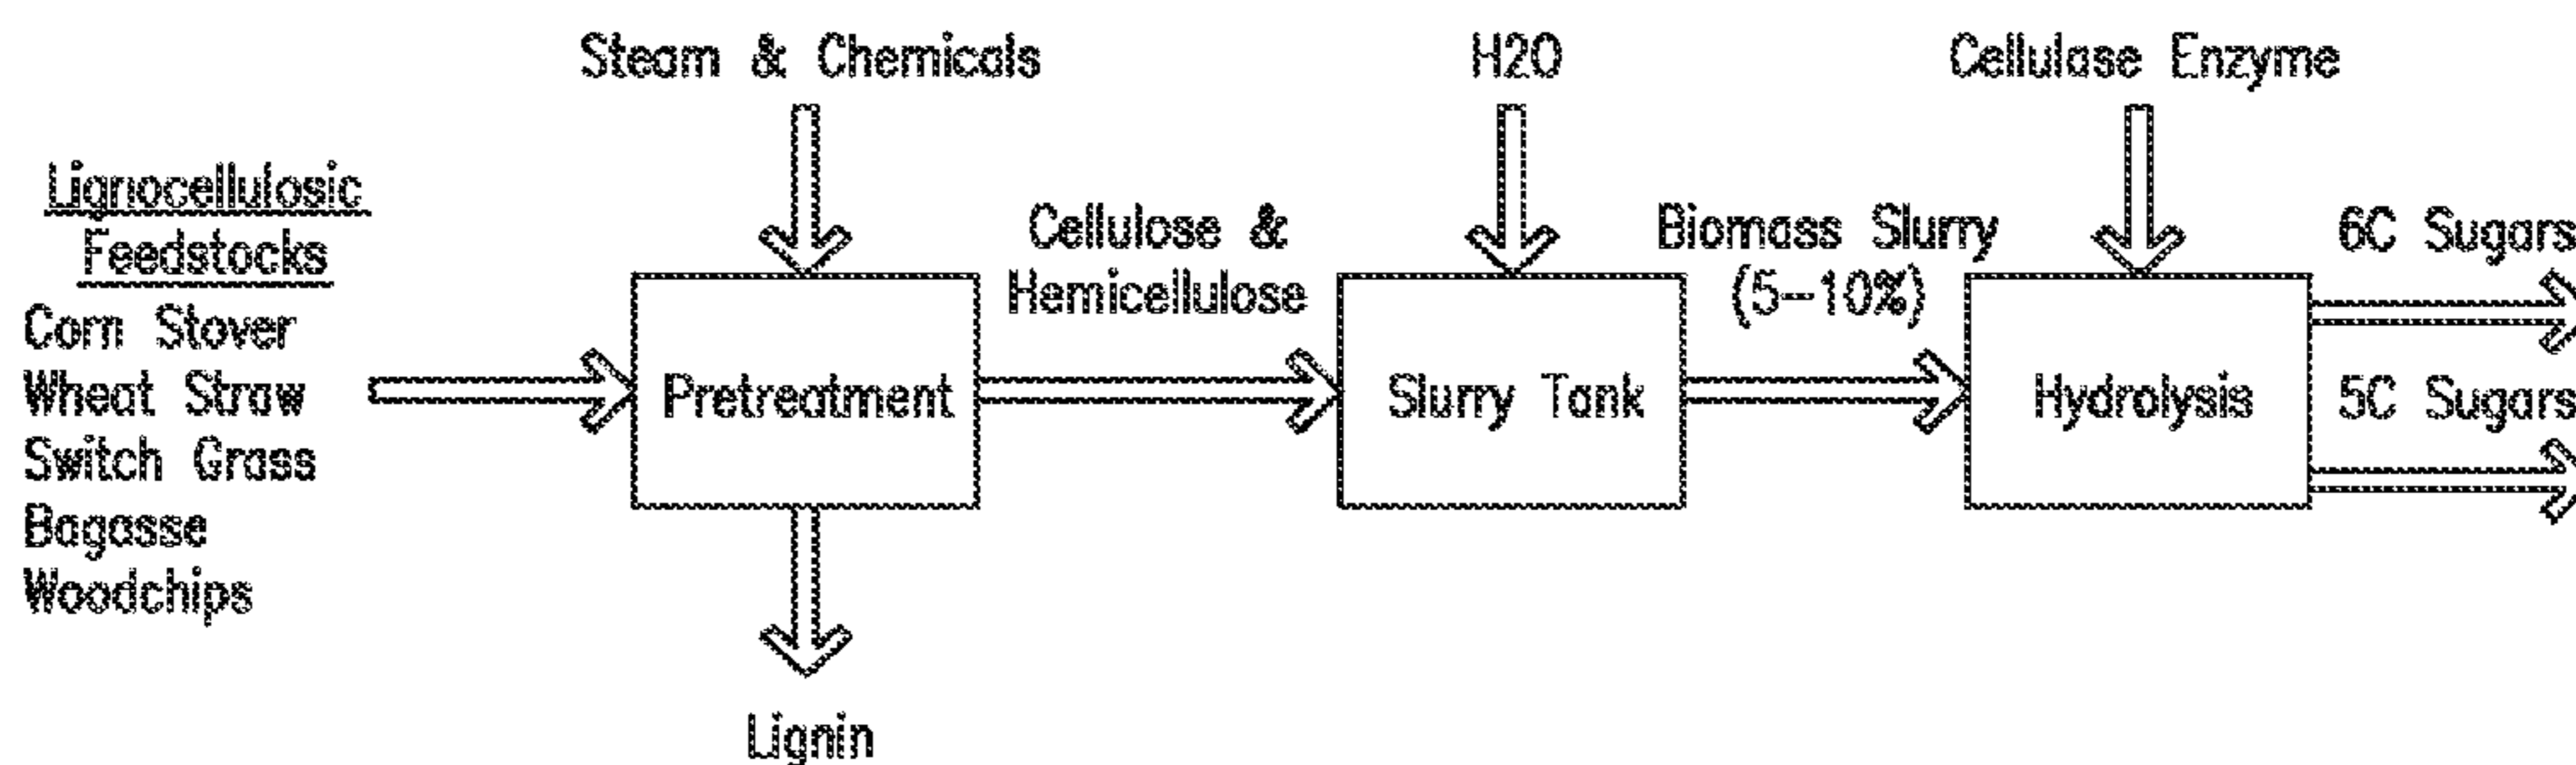 Steam & Chemicals
H2O
Cellulase Enzyme
Lignocellulosic
Feedstocks
Corn Stover
Wheat Straw
Switch Grass
Bagasse
Woodchips
Pretreatment
Cellulose &
Hemicellulose
Slurry Tank
Biomass Slurry
(5-10%)
Hydrolysis
6C Sugars
5C Sugars
Lignin